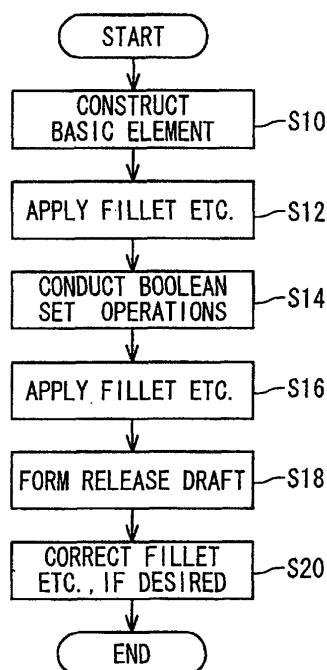 START
CONSTRUCT
BASIC ELEMENT
S10
APPLY FILLET ETC.
S12
CONDUCT BOOLEAN
SET OPERATIONS
S14
APPLY FILLET ETC.
S16
FORM RELEASE DRAFT
S18
CORRECT FILLET
ETC., IF DESIRED
S20
END